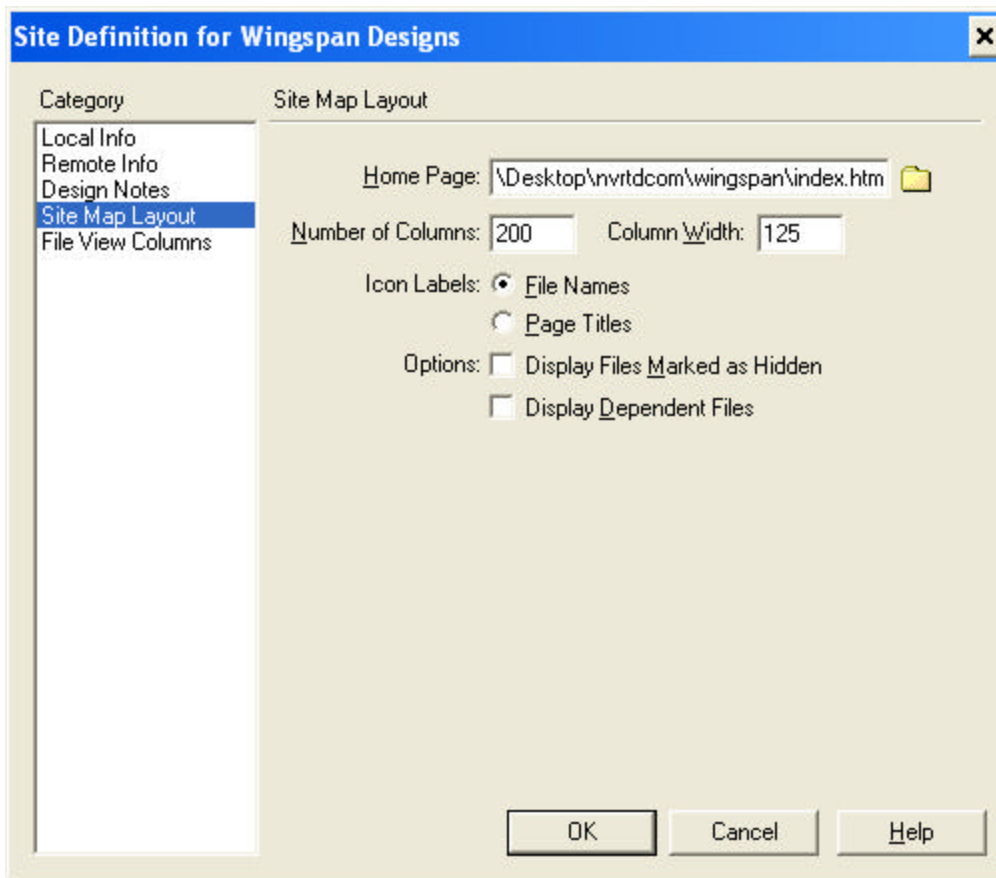 Site Definition for Wingspan Designs
Category
Local Info
Remote Info
Design Notes
Site Map Layout
File View Columns
Site Map Layout
Home Page: \Desktop\nvrtdcom\wingspan\index.htm
Number of Columns: 200 Column Width: 125
Icon Labels: File Names
Page Titles
Options: Display Files Marked as Hidden
Display Dependent Files
OK Cancel Help